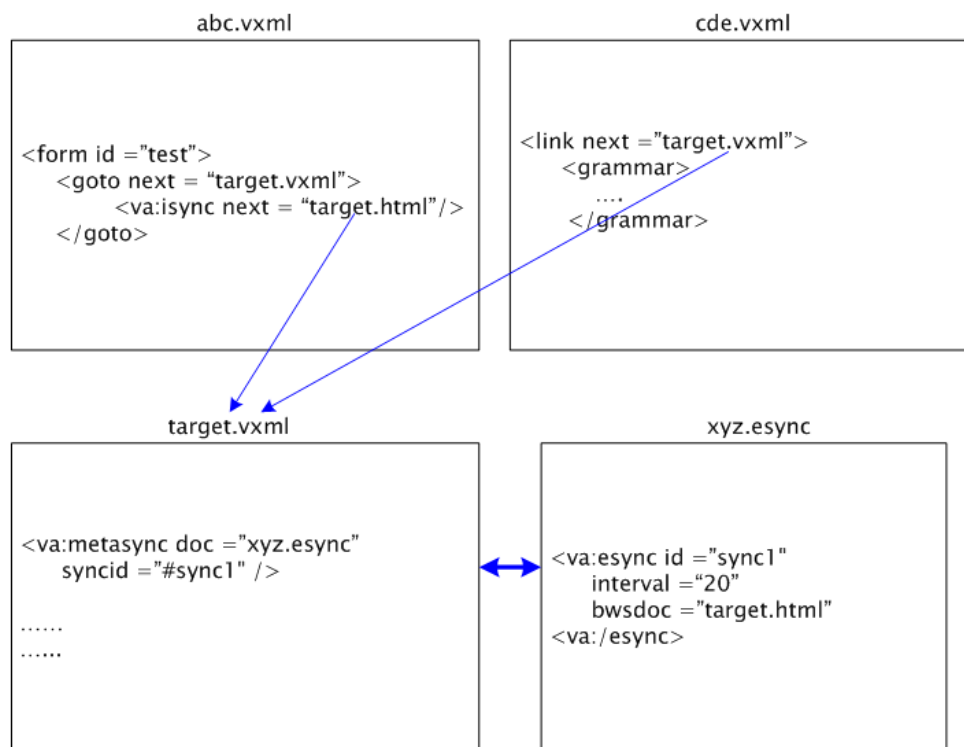 abc.vxml
<form id ="test">
<goto next = “target.vxml”>
<va:isync next = “target.html”/>
</goto>
cde.vxml
<link next =”target.vxml”>
<grammar>
….
</grammar>
target.vxml
<va:metasync doc =”xyz.esync”
syncid =”#sync1" />
……
…...
xyz.esync
<va:esync id =”sync1"
interval =“20”
bwsdoc =”target.html”
<va:/esync>